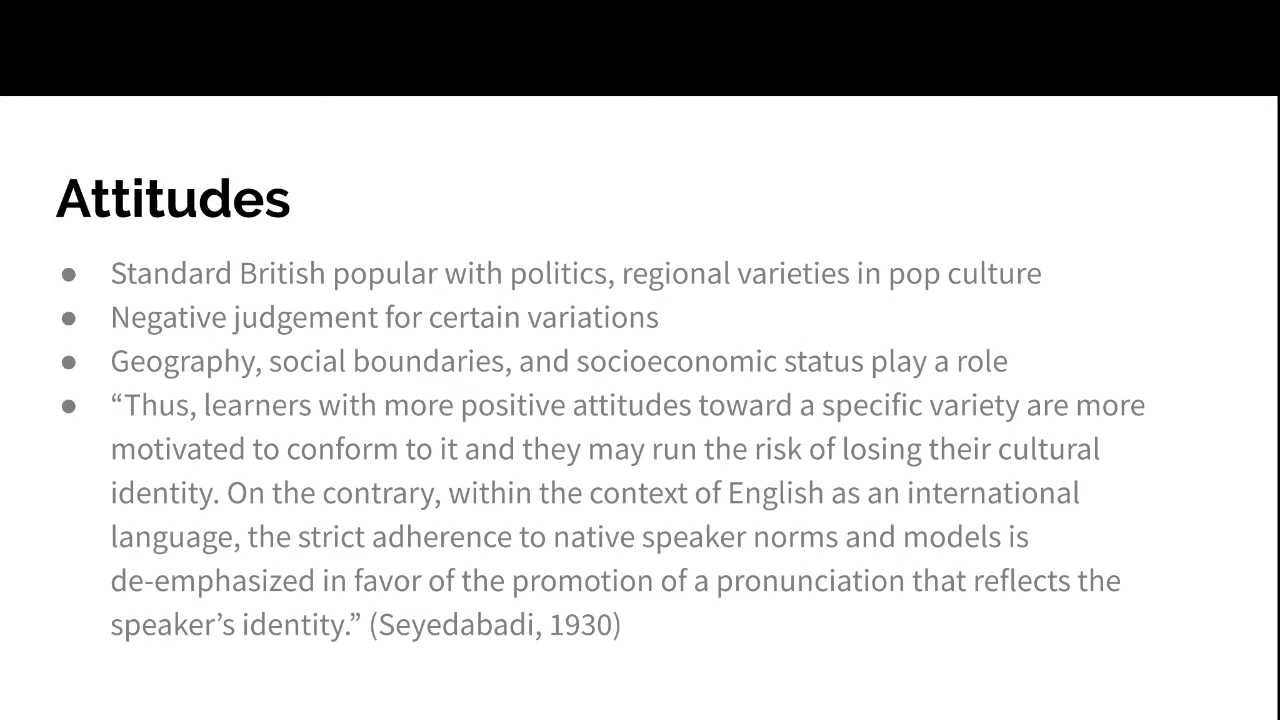 Attitudes
● Standard British popular with politics, regional varieties in pop culture
● Negative judgement for certain variations
● Geography, social boundaries, and socioeconomic status play a role
● “Thus, learners with more positive attitudes toward a specific variety are more
motivated to conform to it and they may run the risk of losing their cultural
identity. On the contrary, within the context of English as an international
language, the strict adherence to native speaker norms and models is
de-emphasized in favor of the promotion of a pronunciation that reflects the
speaker’s identity.” (Seyedabadi, 1930)